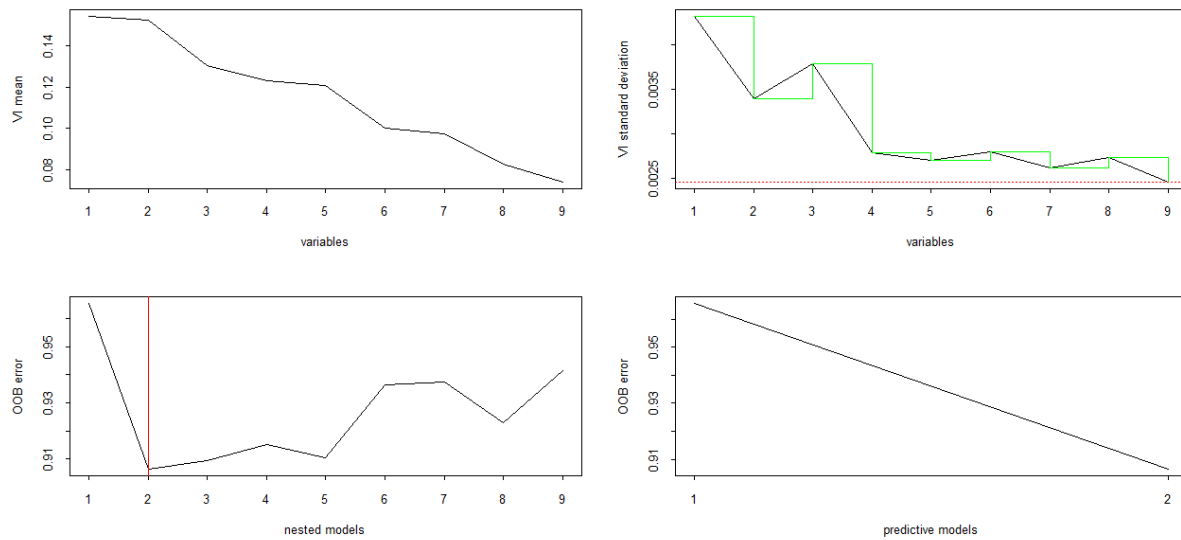 VI mean
0.14
0.12
0.10
0.08
1 2 3 4 5 6 7 8 9
variables
VI standard deviation
0.0035
0.0025
1 2 3 4 5 6 7 8 9
variables
OOB error
0.95
0.93
0.91
1 2 3 4 5 6 7 8 9
nested models
OOB error
0.95
0.93
0.91
1 2
predictive models